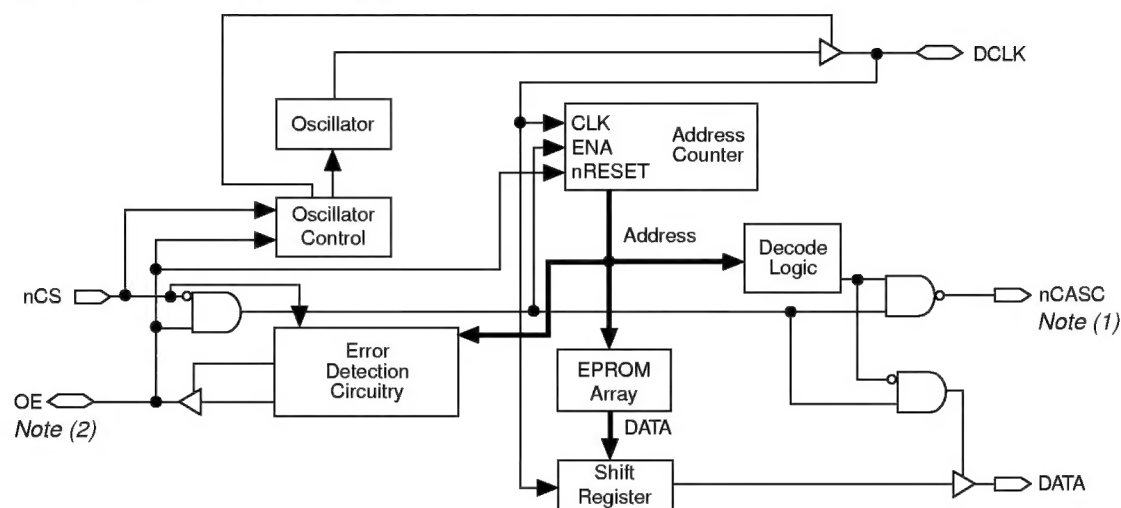 DCLK
Oscillator
CLK
Address
Counter
ENA
nRESET
Oscillator
Control
Address
Decode
Logic
nCS
nCASC
Note (1)
Error
Detection
Circuitry
EPROM
Array
OE
Note (2)
DATA
Shift
Register
DATA